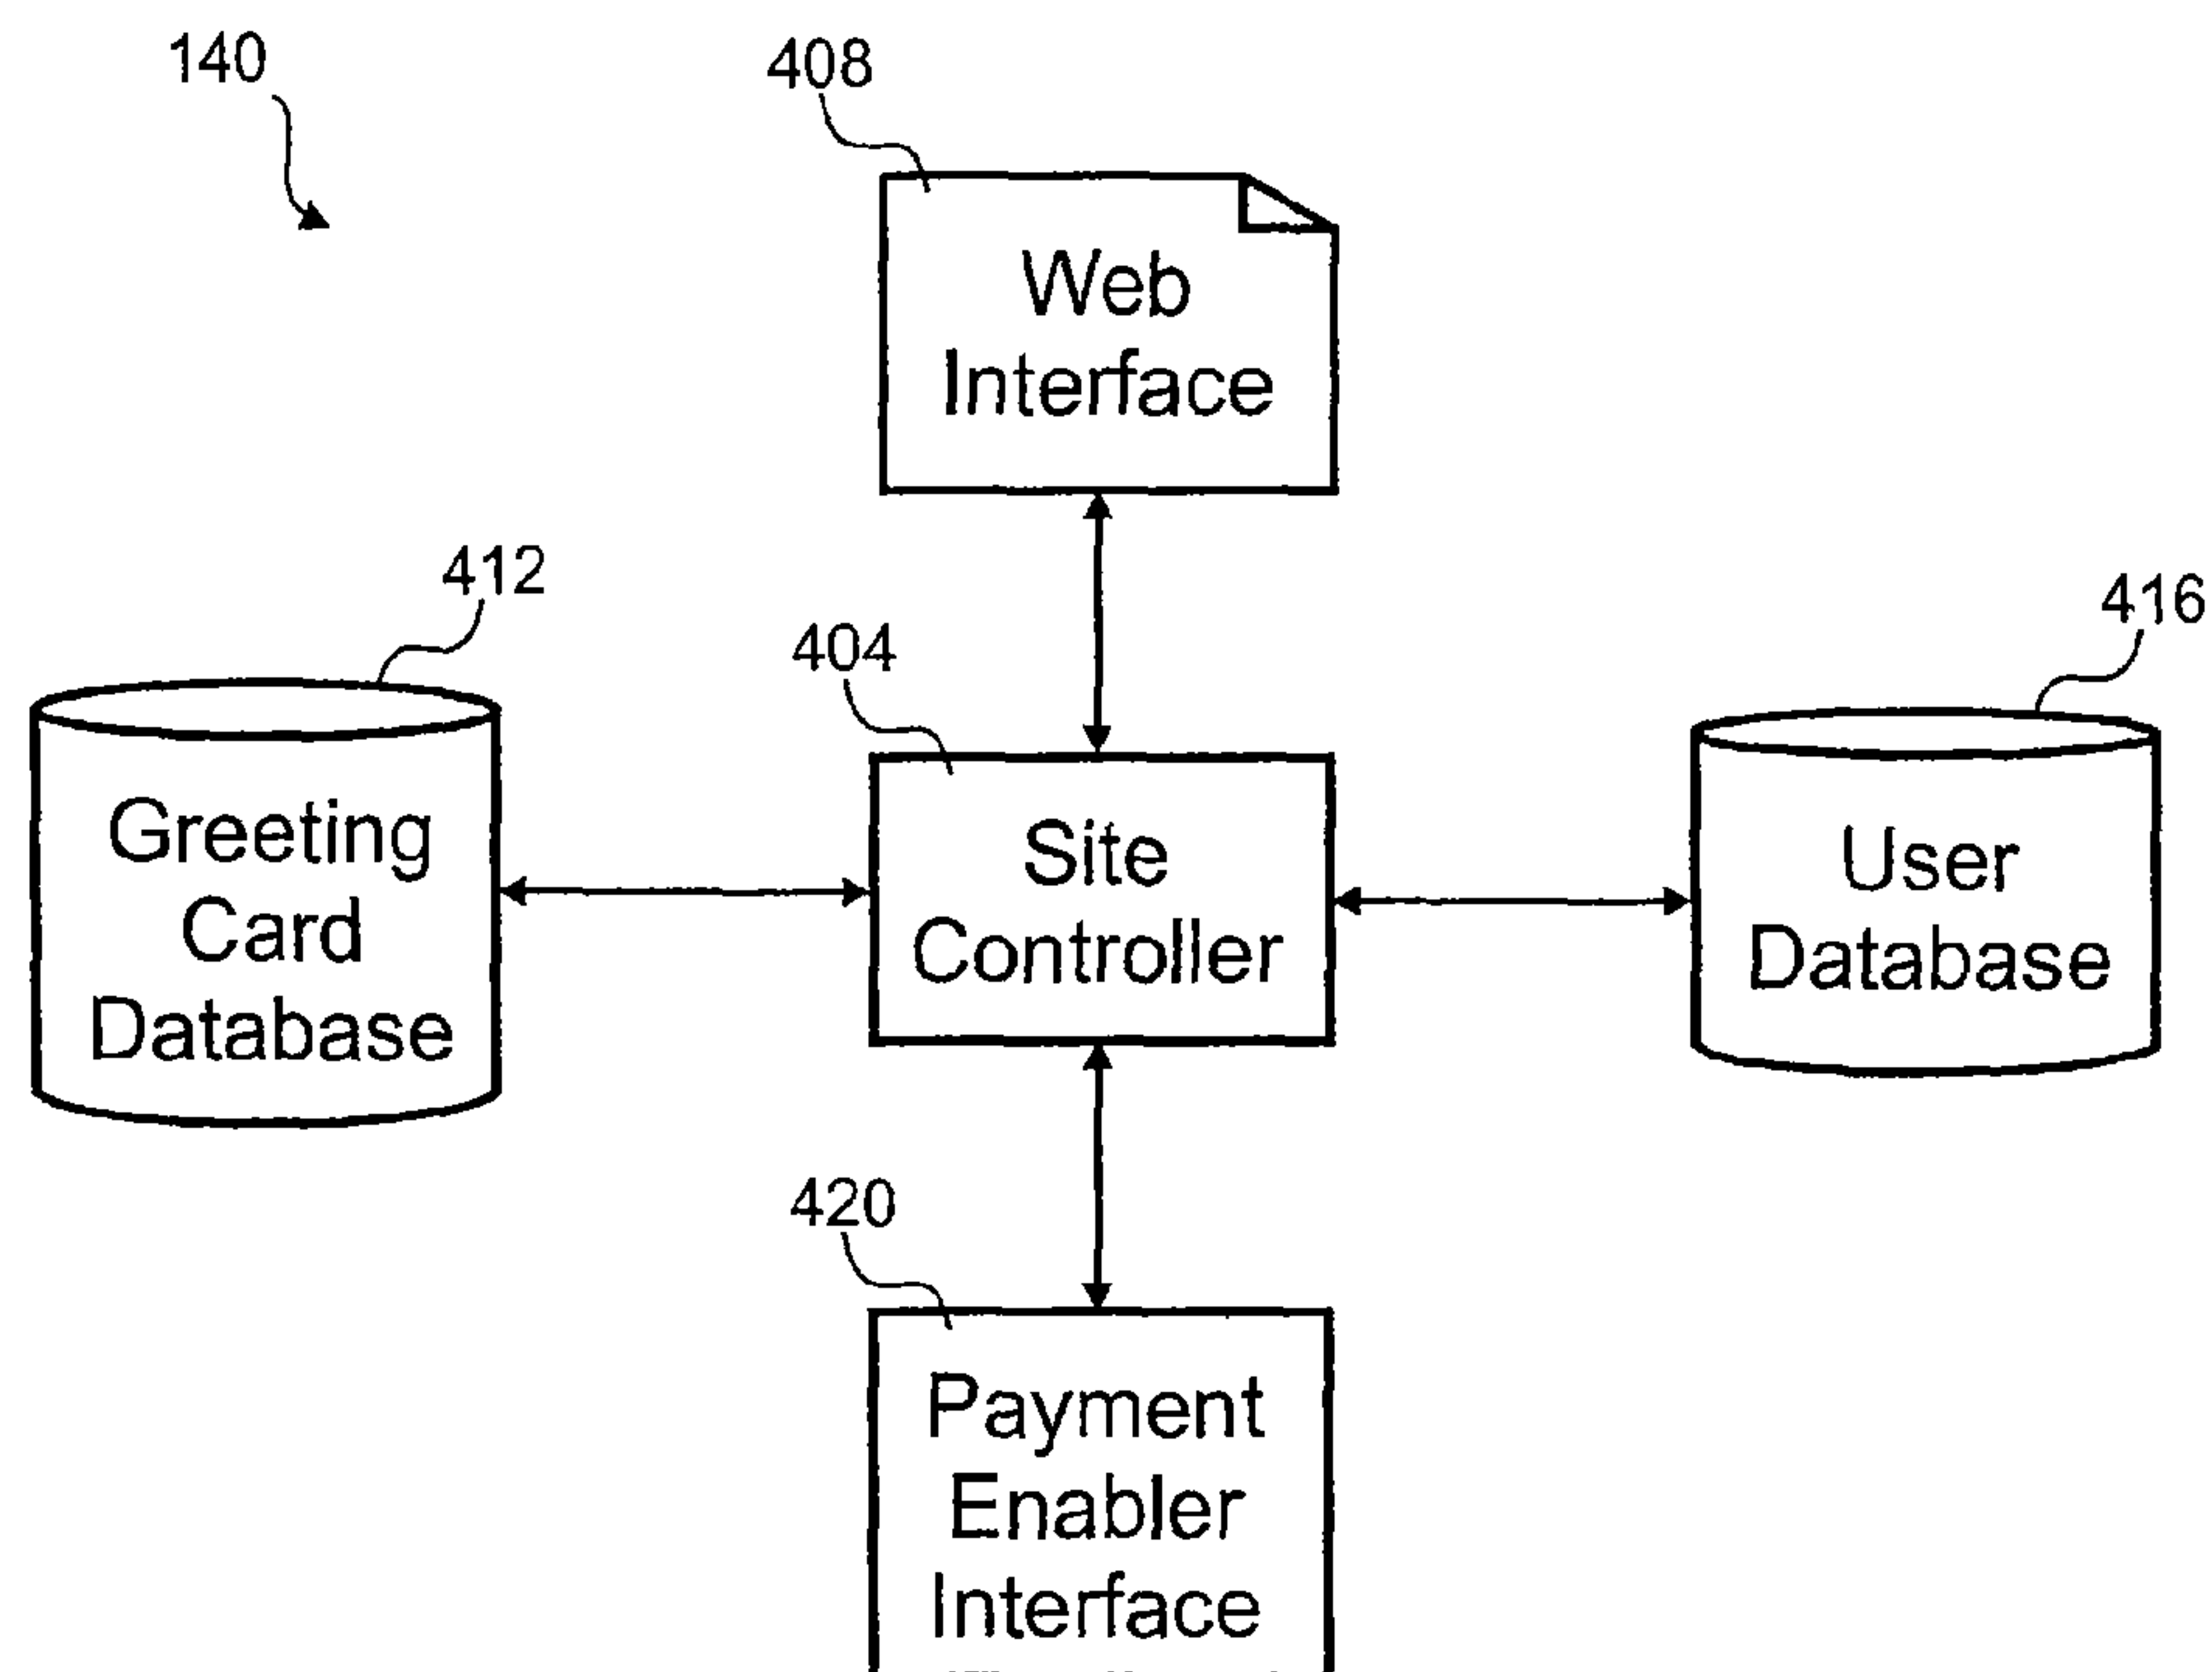 140
408
Web
Interface
412
404
416
Greeting
Card
Database
Site
Controller
User
Database
420
Payment
Enabler
Interface